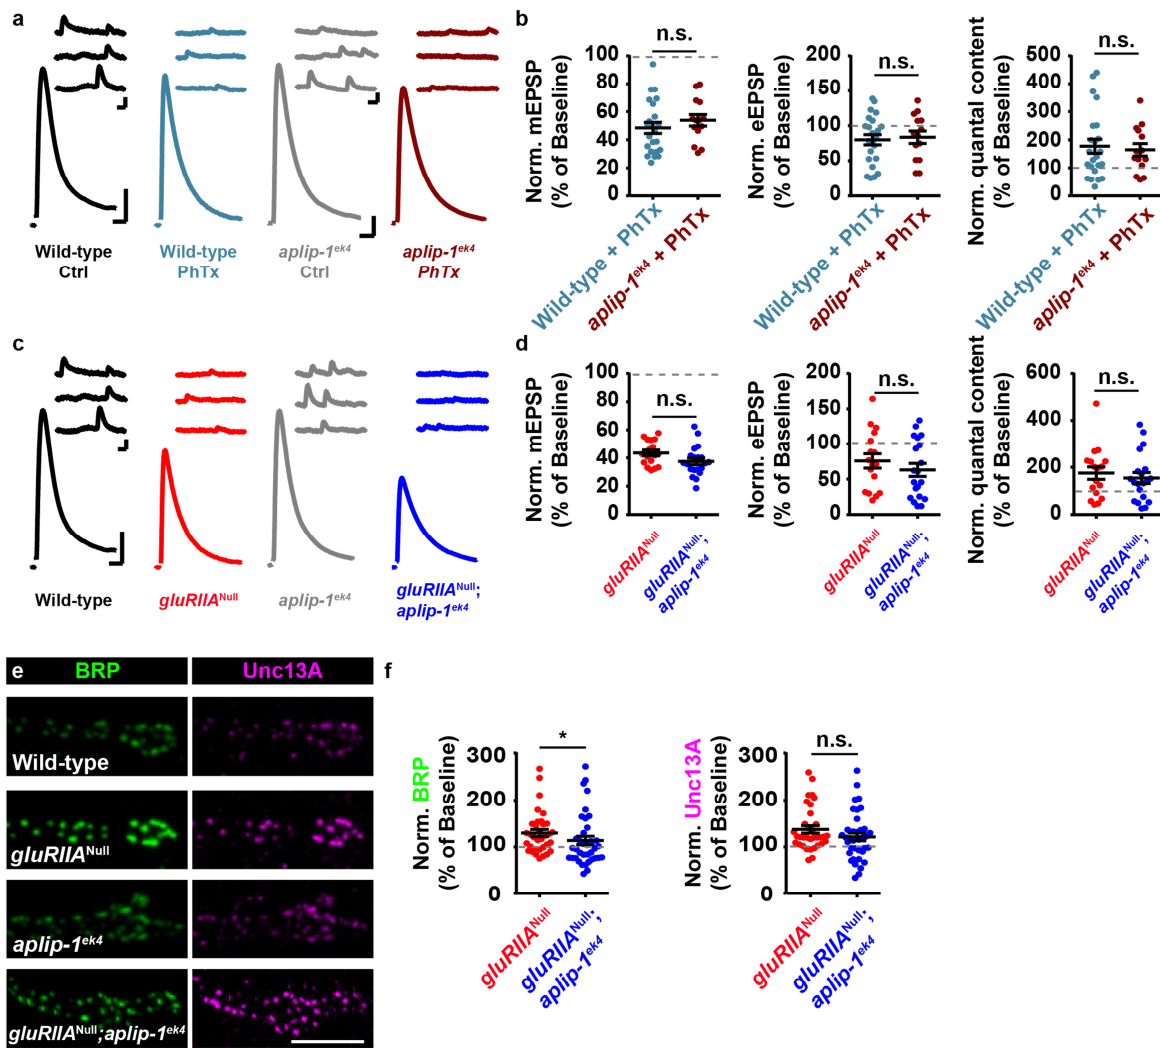 a
Wild-type
Ctrl
Wild-type
PhTx
aplip-1ek4
Ctrl
aplip-1ek4
PhTx
b
Norm. mEPSP
(% of Baseline)
100
80
60
40
20
0
n.s.
Wild-type + PhTx
aplip-1ek4 + PhTx
Norm. eEPSP
(% of Baseline)
200
150
100
50
0
n.s.
Wild-type + PhTx
aplip-1ek4 + PhTx
Norm. quantal content
(% of Baseline)
500
400
300
200
100
0
n.s.
Wild-type + PhTx
aplip-1ek4 + PhTx
c
Wild-type
gluRIIANull
aplip-1ek4
gluRIIANull;
aplip-1ek4
d
Norm. mEPSP
(% of Baseline)
100
80
60
40
20
0
n.s.
gluRIIANull
gluRIIANull;
aplip-1ek4
Norm. eEPSP
(% of Baseline)
200
150
100
50
0
n.s.
gluRIIANull
gluRIIANull;
aplip-1ek4
Norm. quantal content
(% of Baseline)
600
400
200
0
n.s.
gluRIIANull
gluRIIANull;
aplip-1ek4
e
BRP
Unc13A
Wild-type
gluRIIANull
aplip-1ek4
gluRIIANull;aplip-1ek4
f
Norm. BRP
(% of Baseline)
300
200
100
0
*
gluRIIANull
gluRIIANull;
aplip-1ek4
Norm. Unc13A
(% of Baseline)
300
200
100
0
n.s.
gluRIIANull
gluRIIANull;
aplip-1ek4